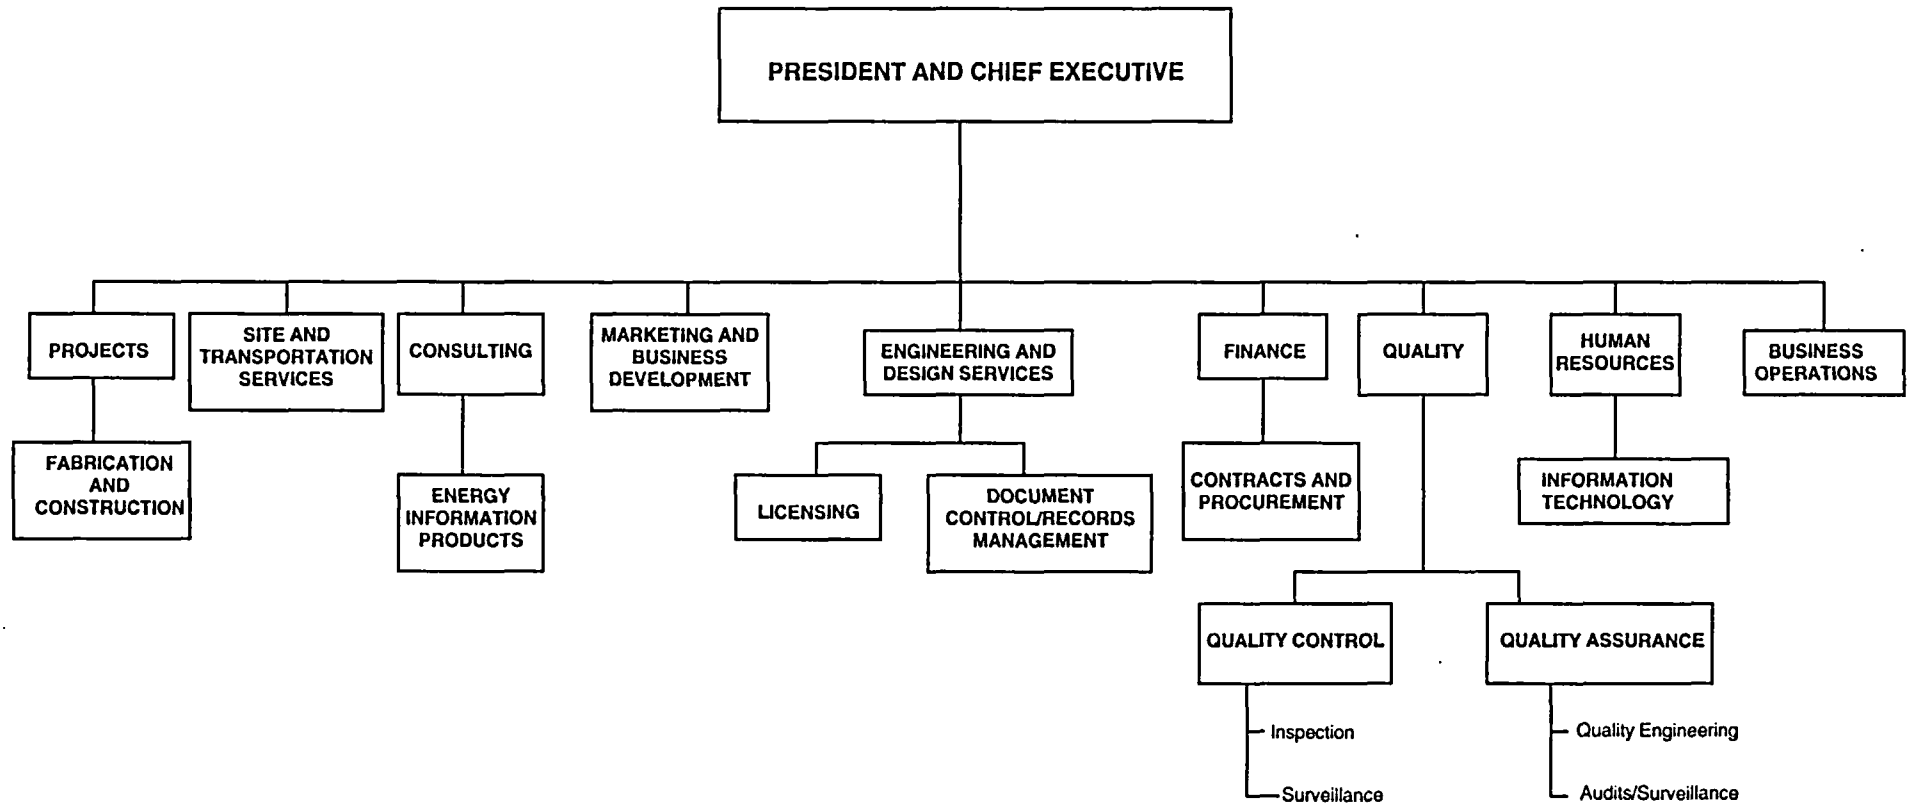 PRESIDENT AND CHIEF EXECUTIVE
PROJECTS
SITE AND
TRANSPORTATION
SERVICES
CONSULTING
MARKETING AND
BUSINESS
DEVELOPMENT
ENGINEERING AND
DESIGN SERVICES
FINANCE
QUALITY
HUMAN
RESOURCES
BUSINESS
OPERATIONS
FABRICATION
AND
CONSTRUCTION
ENERGY
INFORMATION
PRODUCTS
LICENSING
DOCUMENT
CONTROL/RECORDS
MANAGEMENT
CONTRACTS AND
PROCUREMENT
INFORMATION
TECHNOLOGY
QUALITY CONTROL
QUALITY ASSURANCE
Inspection
Surveillance
Quality Engineering
Audits/Surveillance